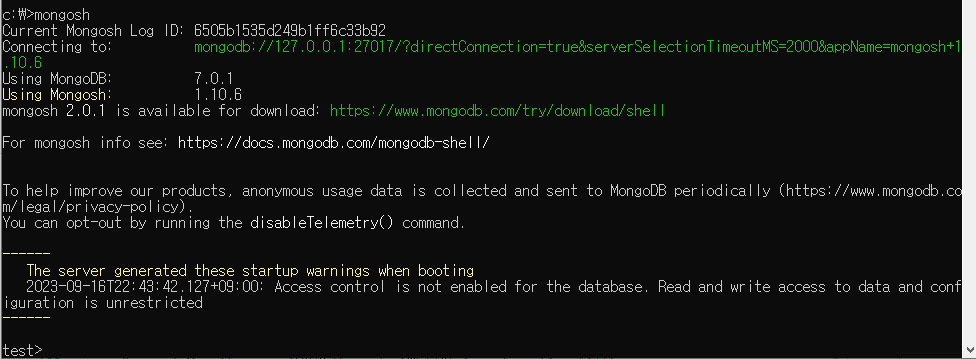 c:₩>mongosh
Current Mongosh Log ID: 6505b1535d249b1ff6c33b92
Connecting to:          mongodb://127.0.0.1:27017/?directConnection=true&serverSelectionTimeoutMS=2000&appName=mongosh+1
.10.6
Using MongoDB:          7.0.1
Using Mongosh:          1.10.6
mongosh 2.0.1 is available for download: https://www.mongodb.com/try/download/shell
For mongosh info see: https://docs.mongodb.com/mongodb-shell/
To help improve our products, anonymous usage data is collected and sent to MongoDB periodically (https://www.mongodb.co
m/legal/privacy-policy).
You can opt-out by running the disableTelemetry() command.
------
   The server generated these startup warnings when booting
   2023-09-16T22:43:42.127+09:00: Access control is not enabled for the database. Read and write access to data and conf
iguration is unrestricted
------
test>